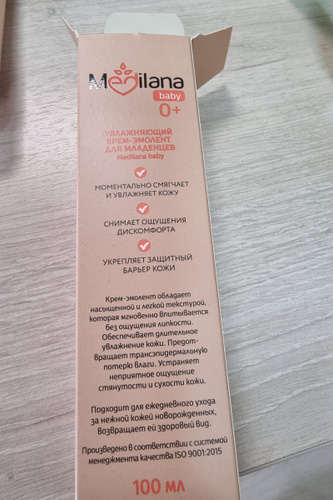 Medilana
baby
0+
УВЛАЖНЯЮЩИЙ
КРЕМ-ЭМОЛЕНТ
ДЛЯ МЛАДЕНЦЕВ
Medilana baby
МОМЕНТАЛЬНО СМЯГЧАЕТ
И УВЛАЖНЯЕТ КОЖУ
СНИМАЕТ ОЩУЩЕНИЯ
ДИСКОМФОРТА
УКРЕПЛЯЕТ ЗАЩИТНЫЙ
БАРЬЕР КОЖИ
Крем-эмолент обладает
насыщенной и легкой текстурой,
которая мгновенно впитывается
без ощущения липкости.
Обеспечивает длительное
увлажнение кожи. Предот-
вращает трансэпидермальную
потерю влаги. Устраняет
неприятное ощущение
стянутости и сухости кожи.
Подходит для ежедневного ухода
за нежной кожей новорожденных,
возвращает ей здоровый вид.
Произведено в соответствии с системой
менеджмента качества ISO 9001:2015
100 МЛ